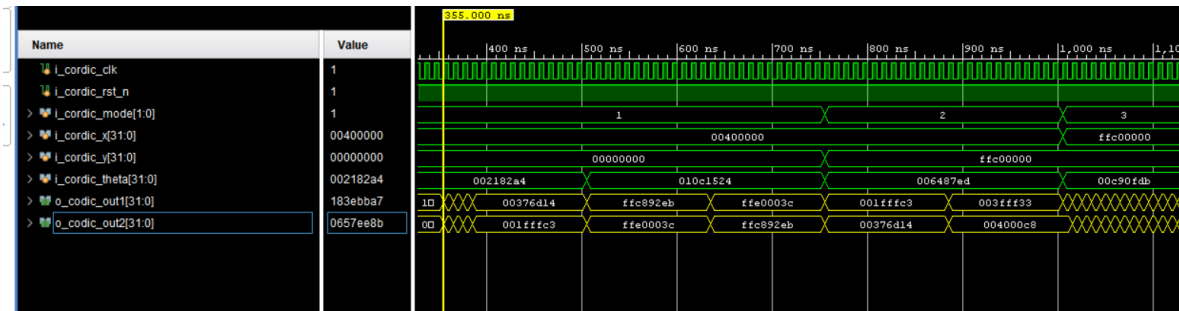 355.000 ns
Name Value
400 ns 500 ns 600 ns 700 ns 800 ns 900 ns 1,000 ns 1,10
i_cordic_clk 1
i_cordic_rst_n 1
i_cordic_mode[1:0] 1 1 2 3
i_cordic_x[31:0] 00400000 00400000 ffc00000
i_cordic_y[31:0] 00000000 00000000 ffc00000
i_cordic_theta[31:0] 002182a4 002182a4 010c1524 006487ed 00c90fdb
o_codic_out1[31:0] 183ebba7 00376d14 ffc892eb ffe0003c 001fffc3 003fff33
o_codic_out2[31:0] 0657ee8b 001fffc3 ffe0003c ffc892eb 00376d14 004000c8